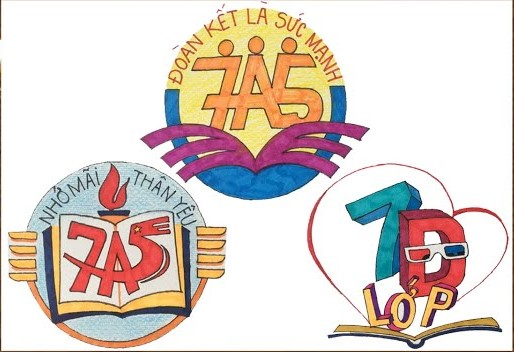 ĐOÀN KẾT LÀ SỨC MẠNH
7A5
NHỚ MÃI THÂN YÊU
7A5
7D
LỚP